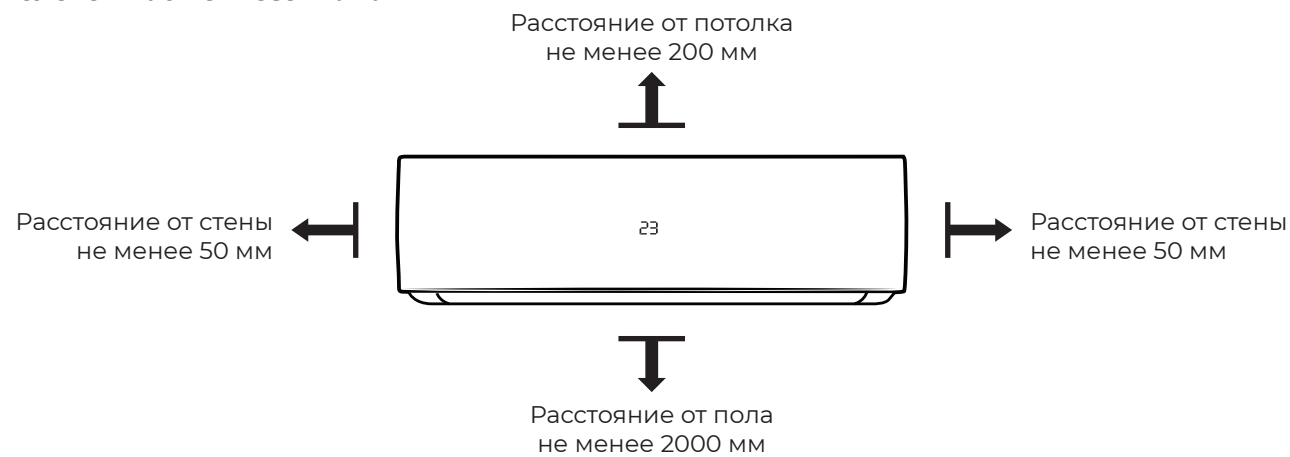 Расстояние от потолка
не менее 200 мм
Расстояние от стены
не менее 50 мм
23
Расстояние от стены
не менее 50 мм
Расстояние от пола
не менее 2000 мм